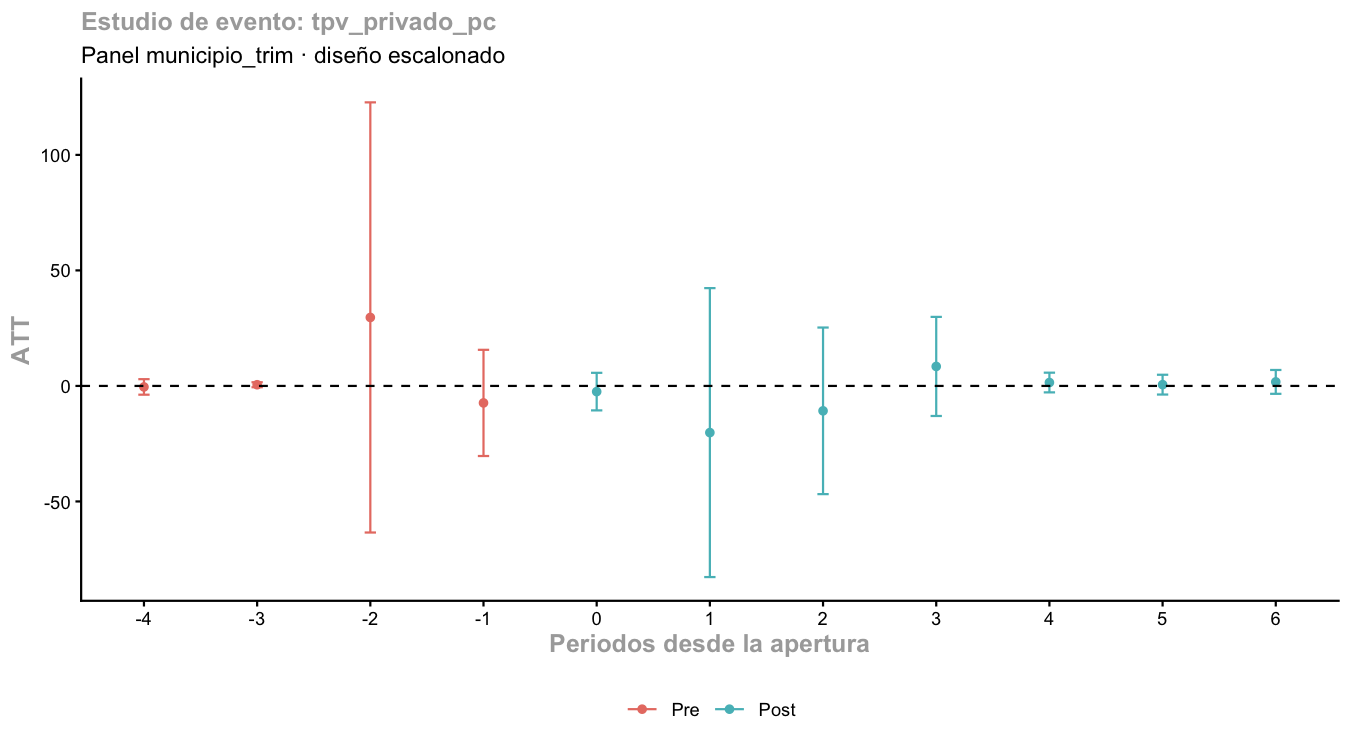 Estudio de evento: tpv_privado_pc
Panel municipio_trim · diseño escalonado
ATT
100
50
0
-50
-4 -3 -2 -1 0 1 2 3 4 5 6
Periodos desde la apertura
Pre Post